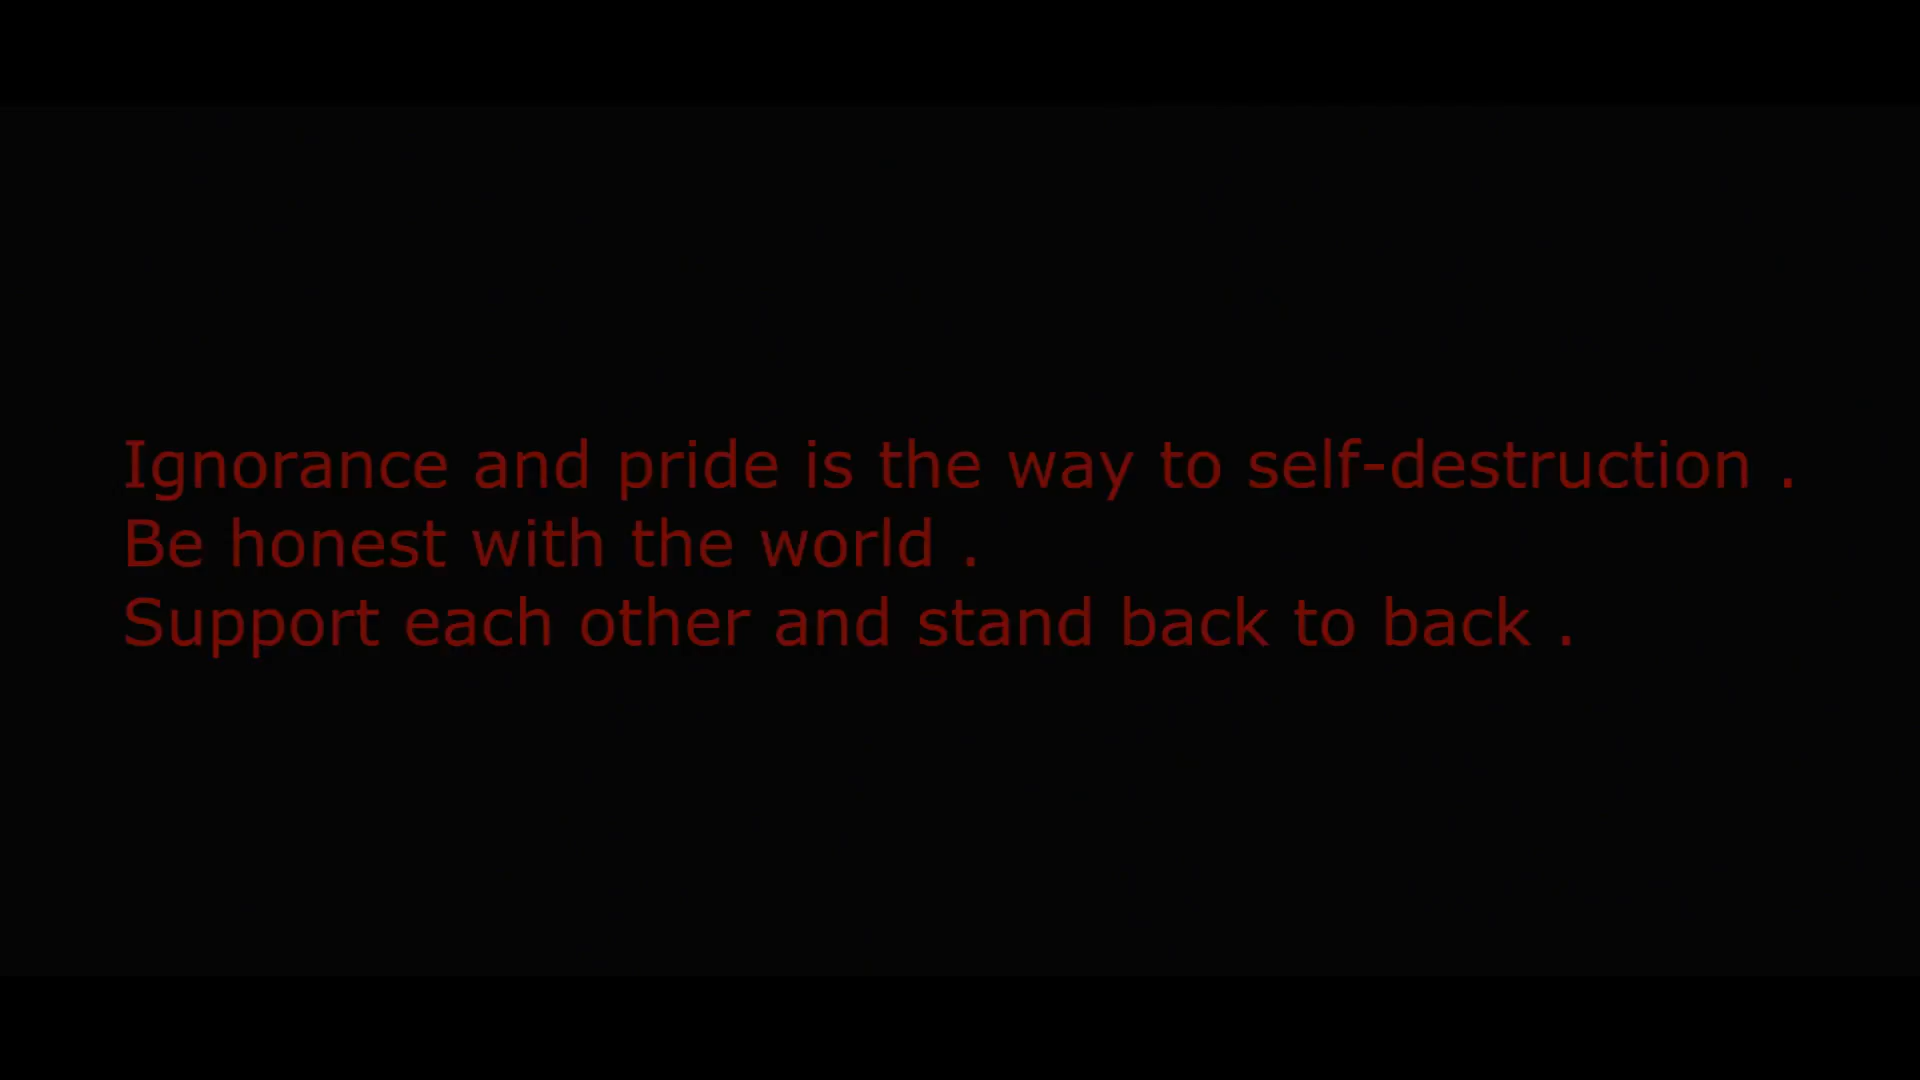 Ignorance and pride is the way to self-destruction .
Be honest with the world .
Support each other and stand back to back .